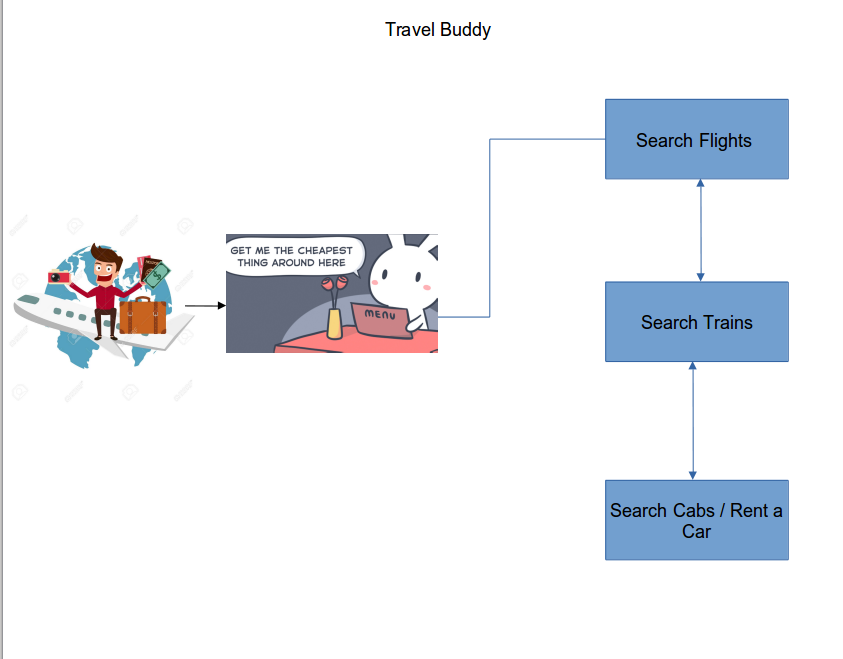 Travel Buddy
GET ME THE CHEAPEST
THING AROUND HERE
MENU
Search Flights
Search Trains
Search Cabs / Rent a
Car